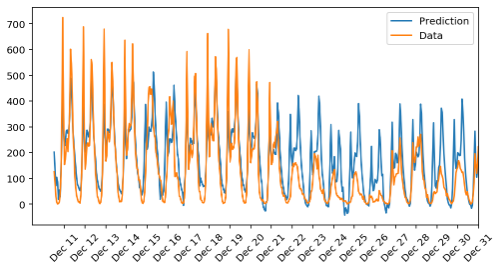 Prediction
Data
700
600
500
400
300
200
100
0
Dec 11
Dec 12
Dec 13
Dec 14
Dec 15
Dec 16
Dec 17
Dec 18
Dec 19
Dec 20
Dec 21
Dec 22
Dec 23
Dec 24
Dec 25
Dec 26
Dec 27
Dec 28
Dec 29
Dec 30
Dec 31